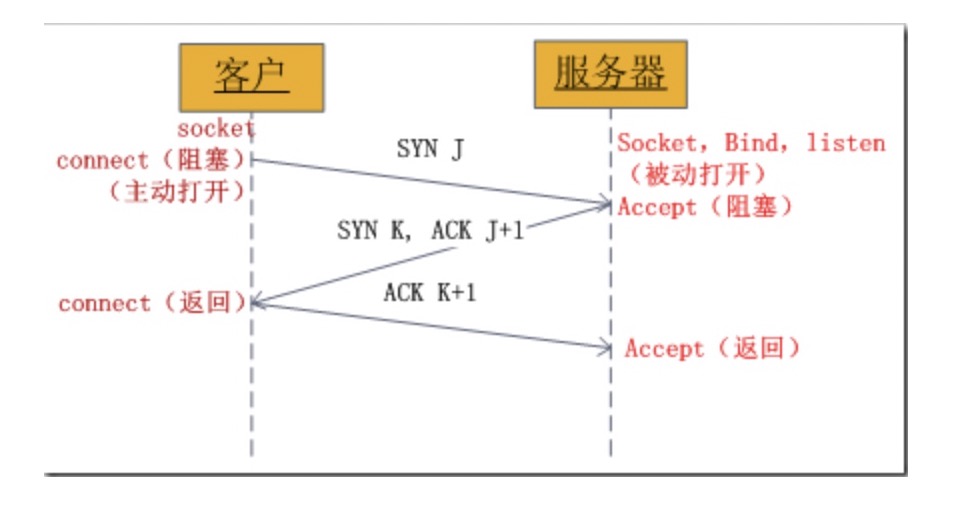 客户
服务器
socket
connect（阻塞）
（主动打开）
SYN J
Socket, Bind, listen
（被动打开）
Accept（阻塞）
SYN K, ACK J+1
connect（返回）
ACK K+1
Accept（返回）